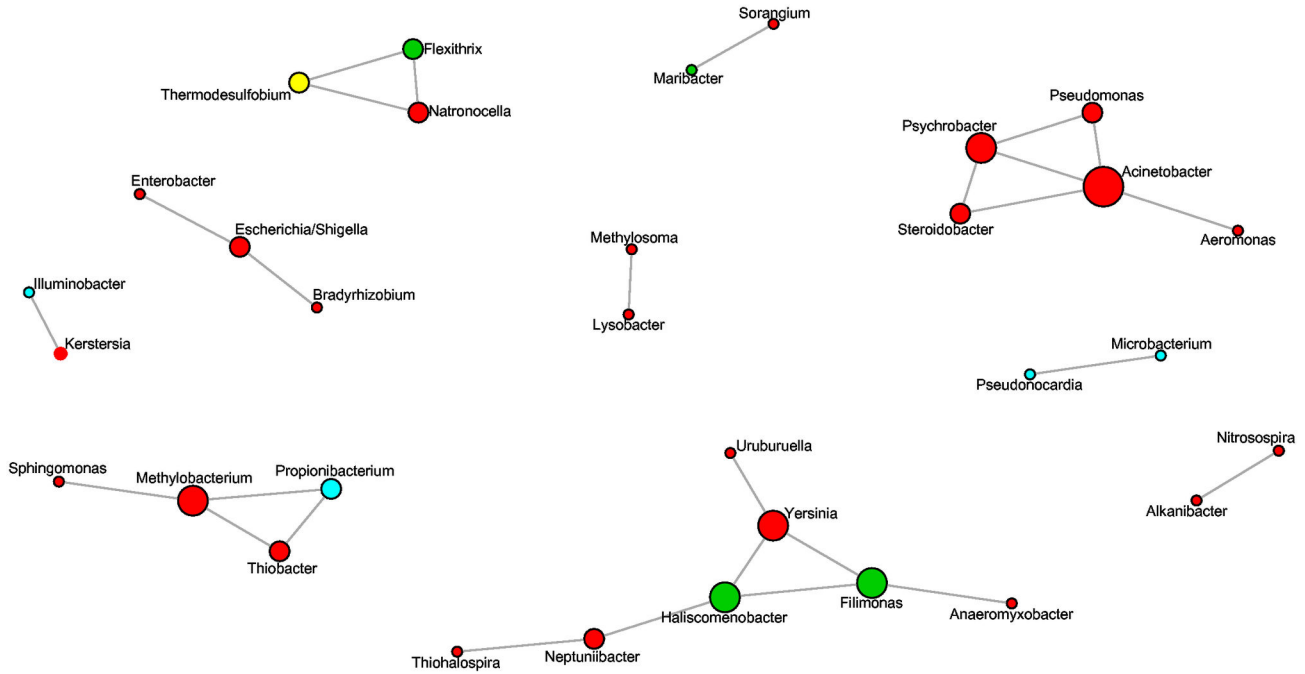 Sorangium
Flexithrix
Maribacter
Thermodesulfobium
Pseudomonas
Natronocella
Psychrobacter
Acinetobacter
Enterobacter
Escherichia/Shigella
Steroidobacter
Methylosoma
Aeromonas
Illuminobacter
Bradyrhizobium
Lysobacter
Kerstersia
Microbacterium
Pseudonocardia
Uruburuella
Nitrosospira
Sphingomonas
Propionibacterium
Methylobacterium
Alkanibacter
Yersinia
Thiobacter
Filimonas
Anaeromyxobacter
Haliscomenobacter
Neptuniibacter
Thiohalospira